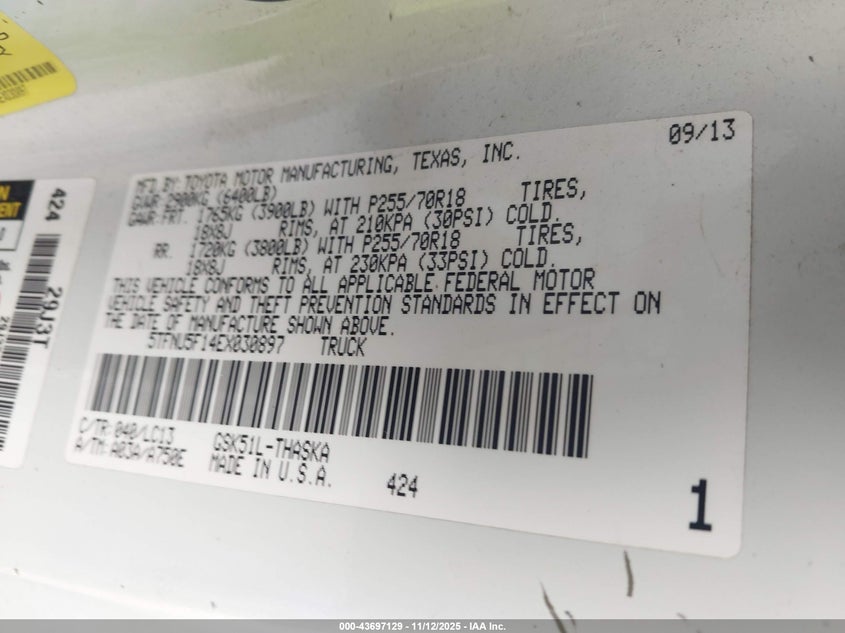 09/13
MFD.BY: TOYOTA MOTOR MANUFACTURING, TEXAS, INC.
GVWR: 2900KG (6400LB)
GAWR: FRT. 1765KG (3900LB) WITH P255/70R18 TIRES,
18X8J RIMS, AT 210KPA (30PSI) COLD.
RR. 1720KG (3800LB) WITH P255/70R18 TIRES,
18X8J RIMS, AT 230KPA (33PSI) COLD.
THIS VEHICLE CONFORMS TO ALL APPLICABLE FEDERAL MOTOR
VEHICLE SAFETY AND THEFT PREVENTION STANDARDS IN EFFECT ON
THE DATE OF MANUFACTURE SHOWN ABOVE.
5TFNU5F14EX030897 TRUCK
C/TR: 040/LC13 GSK51L-THASKA
A/TM: A03A/A750E MADE IN U.S.A. 424
1
424
29J3T
000-43697129 - 11/12/2025 - IAA Inc.